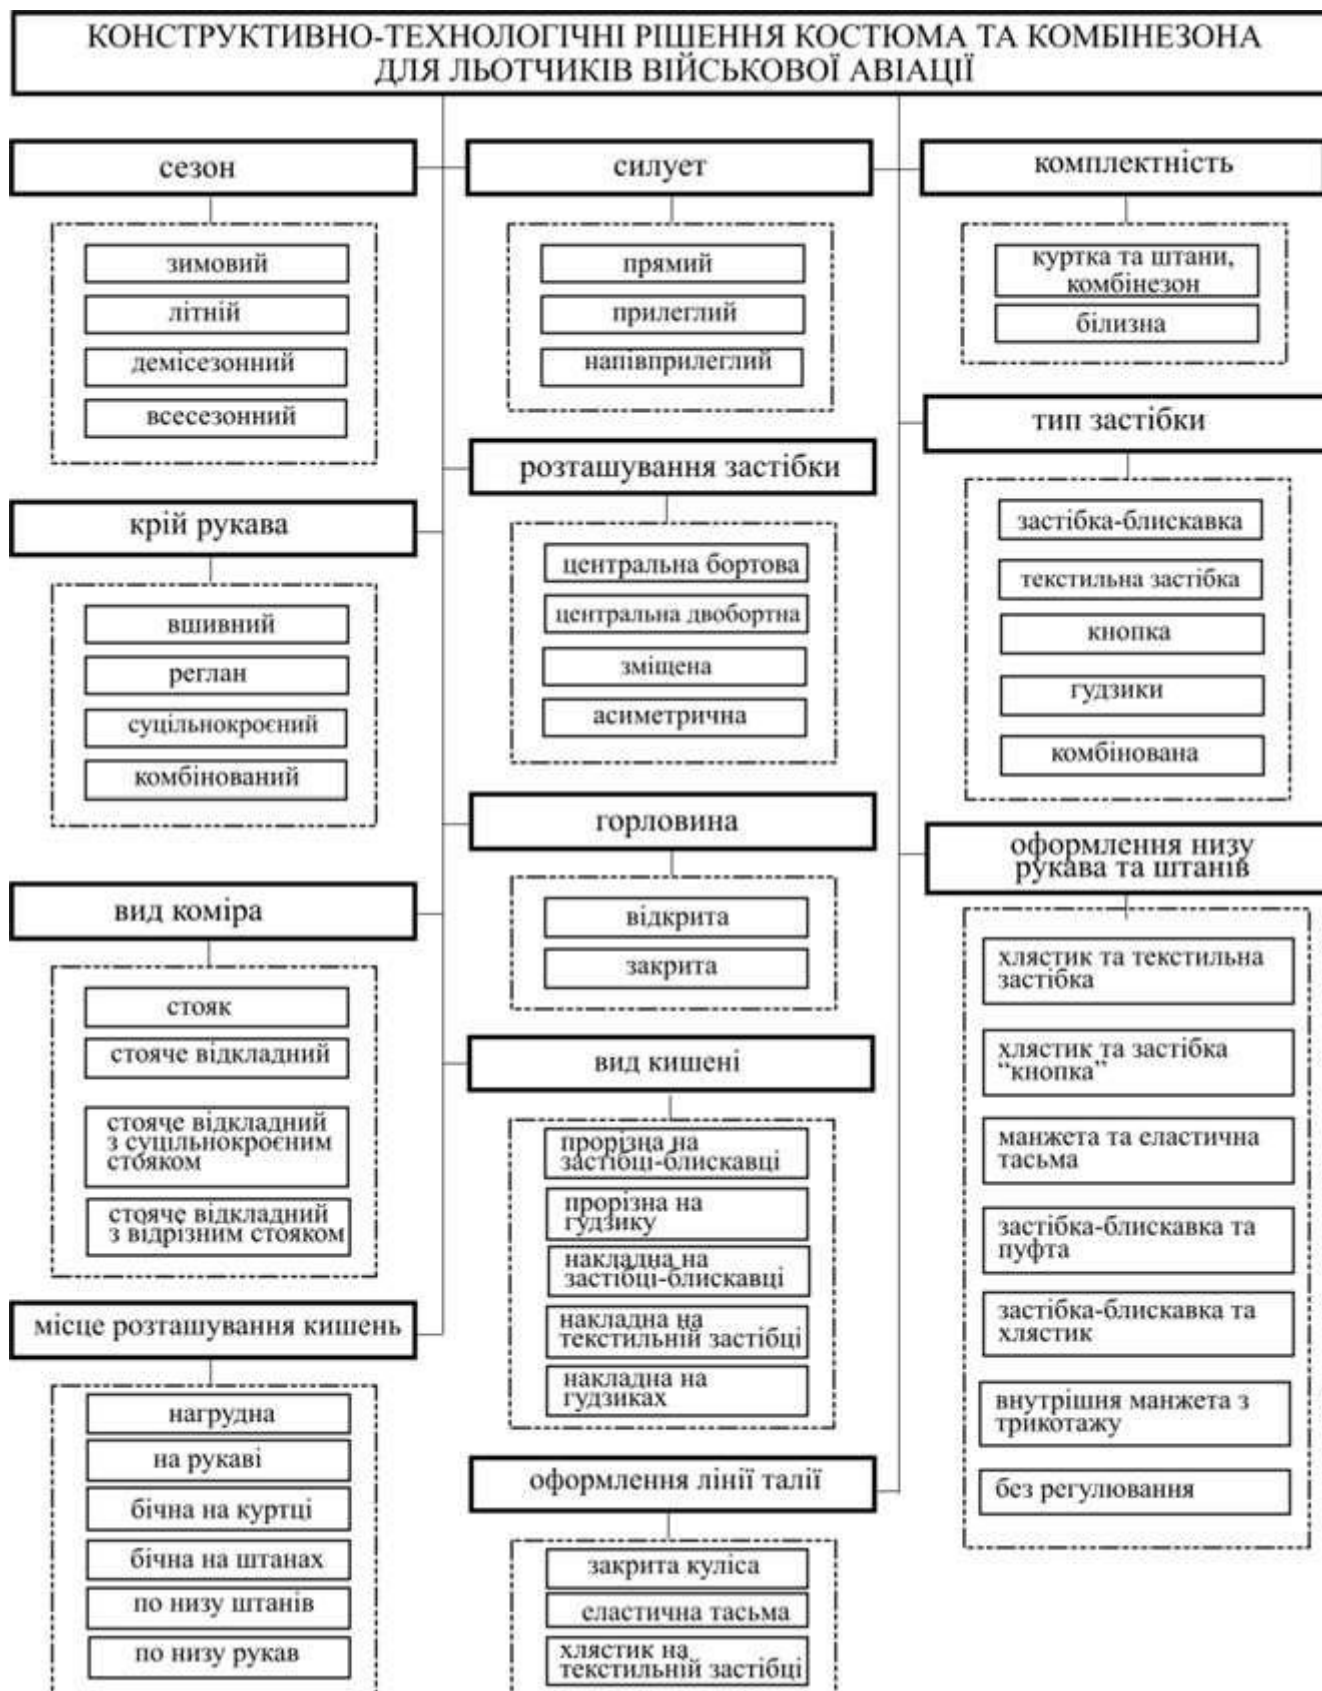 КОНСТРУКТИВНО-ТЕХНОЛОГІЧНІ РІШЕННЯ КОСТЮМА ТА КОМБІНЕЗОНА
ДЛЯ ЛЬОТЧИКІВ ВІЙСЬКОВОЇ АВІАЦІЇ
сезон
зимовий
літній
демісезонний
всесезонний
крій рукава
вшивний
реглан
суцільнокроєний
комбінований
вид коміра
стояк
стояче відкладний
стояче відкладний
з суцільнокроєним
стояком
стояче відкладний
з відрізним стояком
місце розташування кишень
нагрудна
на рукаві
бічна на куртці
бічна на штанах
по низу штанів
по низу рукав
силует
прямий
прилеглий
напівприлеглий
розташування застібки
центральна бортова
центральна двобортна
зміщена
асиметрична
горловина
відкрита
закрита
вид кишені
прорізна на
застібці-блискавці
прорізна на
гудзику
накладна на
застібці-блискавці
накладна на
текстильній застібці
накладна на
гудзиках
оформлення лінії талії
закрита куліса
еластична тасьма
хлястик на
текстильній застібці
комплектність
куртка та штани,
комбінезон
білизна
тип застібки
застібка-блискавка
текстильна застібка
кнопка
гудзики
комбінована
оформлення низу
рукава та штанів
хлястик та текстильна
застібка
хлястик та застібка
“кнопка”
манжета та еластична
тасьма
застібка-блискавка та
пуфта
застібка-блискавка та
хлястик
внутрішня манжета з
трикотажу
без регулювання